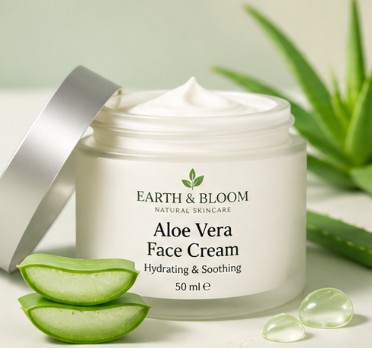 EARTH & BLOOM
NATURAL SKINCARE
Aloe Vera
Face Cream
Hydrating & Soothing
50 ml ℮